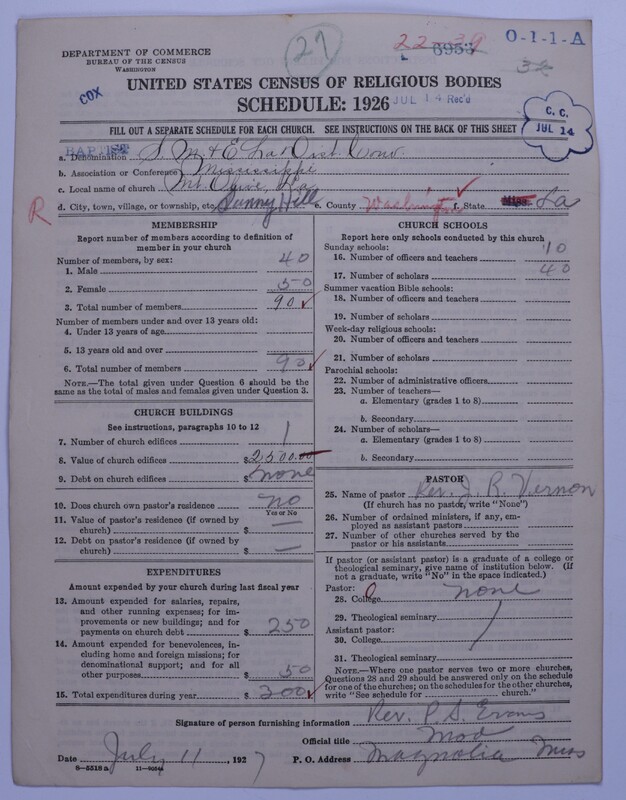 27
22 39
6953
O-1-1-A
32
DEPARTMENT OF COMMERCE
BUREAU OF THE CENSUS
WASHINGTON
COX
UNITED STATES CENSUS OF RELIGIOUS BODIES
SCHEDULE: 1926
JUL 14 Rec'd
C. C.
JUL 14
FILL OUT A SEPARATE SCHEDULE FOR EACH CHURCH. SEE INSTRUCTIONS ON THE BACK OF THIS SHEET
BAPTIST
a. Denomination S. M & E La Dist Conv.
b. Association or Conference Mississippi
c. Local name of church Mt. Olive, La
R
d. City, town, village, or township, etc. Sunny Hill e. County Washington f. State La
MEMBERSHIP
Report number of members according to definition of
member in your church
Number of members, by sex:
1. Male 40
2. Female 50
3. Total number of members 90
Number of members under and over 13 years old:
4. Under 13 years of age
5. 13 years old and over
6. Total number of members 90
NOTE.—The total given under Question 6 should be
the same as the total of males and females given under Question 3.
CHURCH BUILDINGS
See instructions, paragraphs 10 to 12
7. Number of church edifices 1
8. Value of church edifices $2500.00
9. Debt on church edifices $none
10. Does church own pastor's residence no
Yes or No
11. Value of pastor's residence (if owned by
church) $ —
12. Debt on pastor's residence (if owned by
church) $ —
EXPENDITURES
Amount expended by your church during last fiscal year
13. Amount expended for salaries, repairs,
and other running expenses; for im-
provements or new buildings; and for
payments on church debt $250
14. Amount expended for benevolences, in-
cluding home and foreign missions; for
denominational support; and for all
other purposes $50
15. Total expenditures during year $300
CHURCH SCHOOLS
Report here only schools conducted by this church
Sunday schools:
16. Number of officers and teachers 10
17. Number of scholars 40
Summer vacation Bible schools:
18. Number of officers and teachers
19. Number of scholars
Week-day religious schools:
20. Number of officers and teachers
21. Number of scholars
Parochial schools:
22. Number of administrative officers
23. Number of teachers—
a. Elementary (grades 1 to 8)
b. Secondary
24. Number of scholars—
a. Elementary (grades 1 to 8)
b. Secondary
PASTOR
25. Name of pastor Rev. J. R. Vernon
(If church has no pastor, write "None")
26. Number of ordained ministers, if any, em-
ployed as assistant pastors
27. Number of other churches served by the
pastor or his assistants
If pastor (or assistant pastor) is a graduate of a college or
theological seminary, give name of institution below. (If
not a graduate, write "No" in the space indicated.)
Pastor:
28. College none
29. Theological seminary
Assistant pastor:
30. College
31. Theological seminary
NOTE.—Where one pastor serves two or more churches,
Questions 28 and 29 should be answered only on the schedule
for one of the churches; on the schedules for the other churches,
write "See schedule for church."
Signature of person furnishing information Rev. P. S. Evans
Official title Mod
Date July 11, 1927 P. O. Address Magnolia Miss
8-5518 a